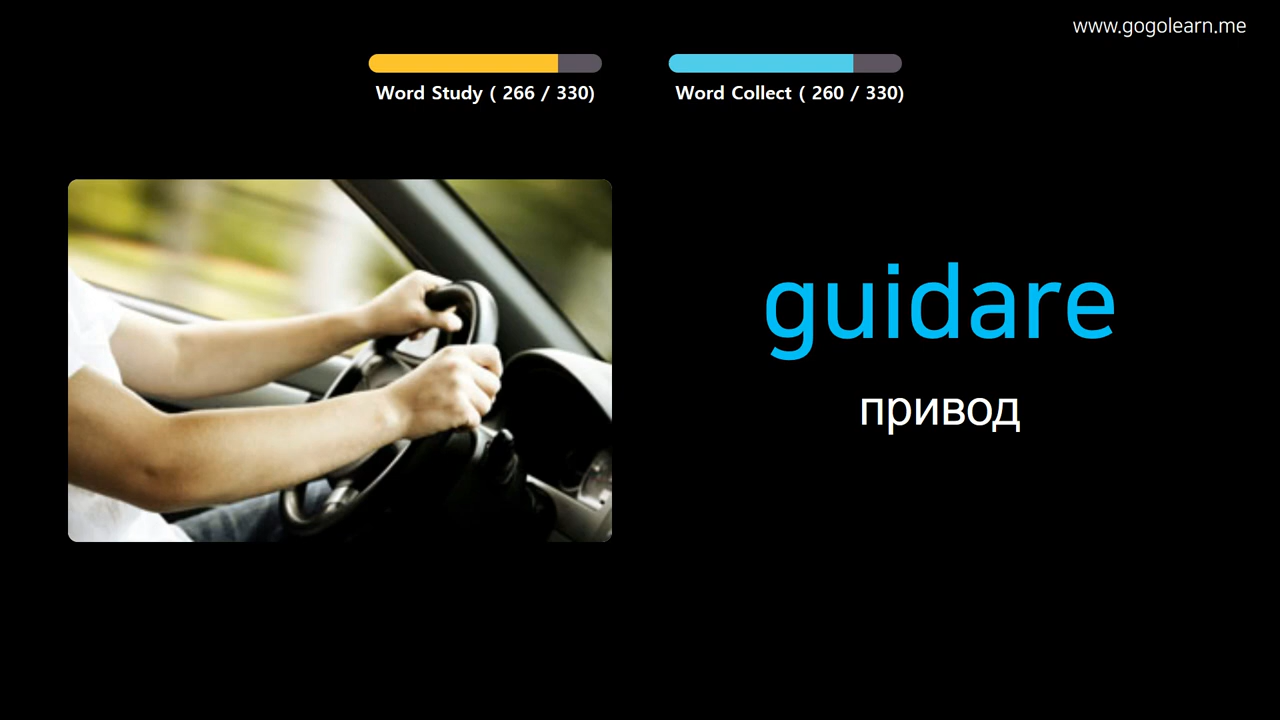 www.gogolearn.me
Word Study ( 266 / 330)
Word Collect ( 260 / 330)
guidare
привод